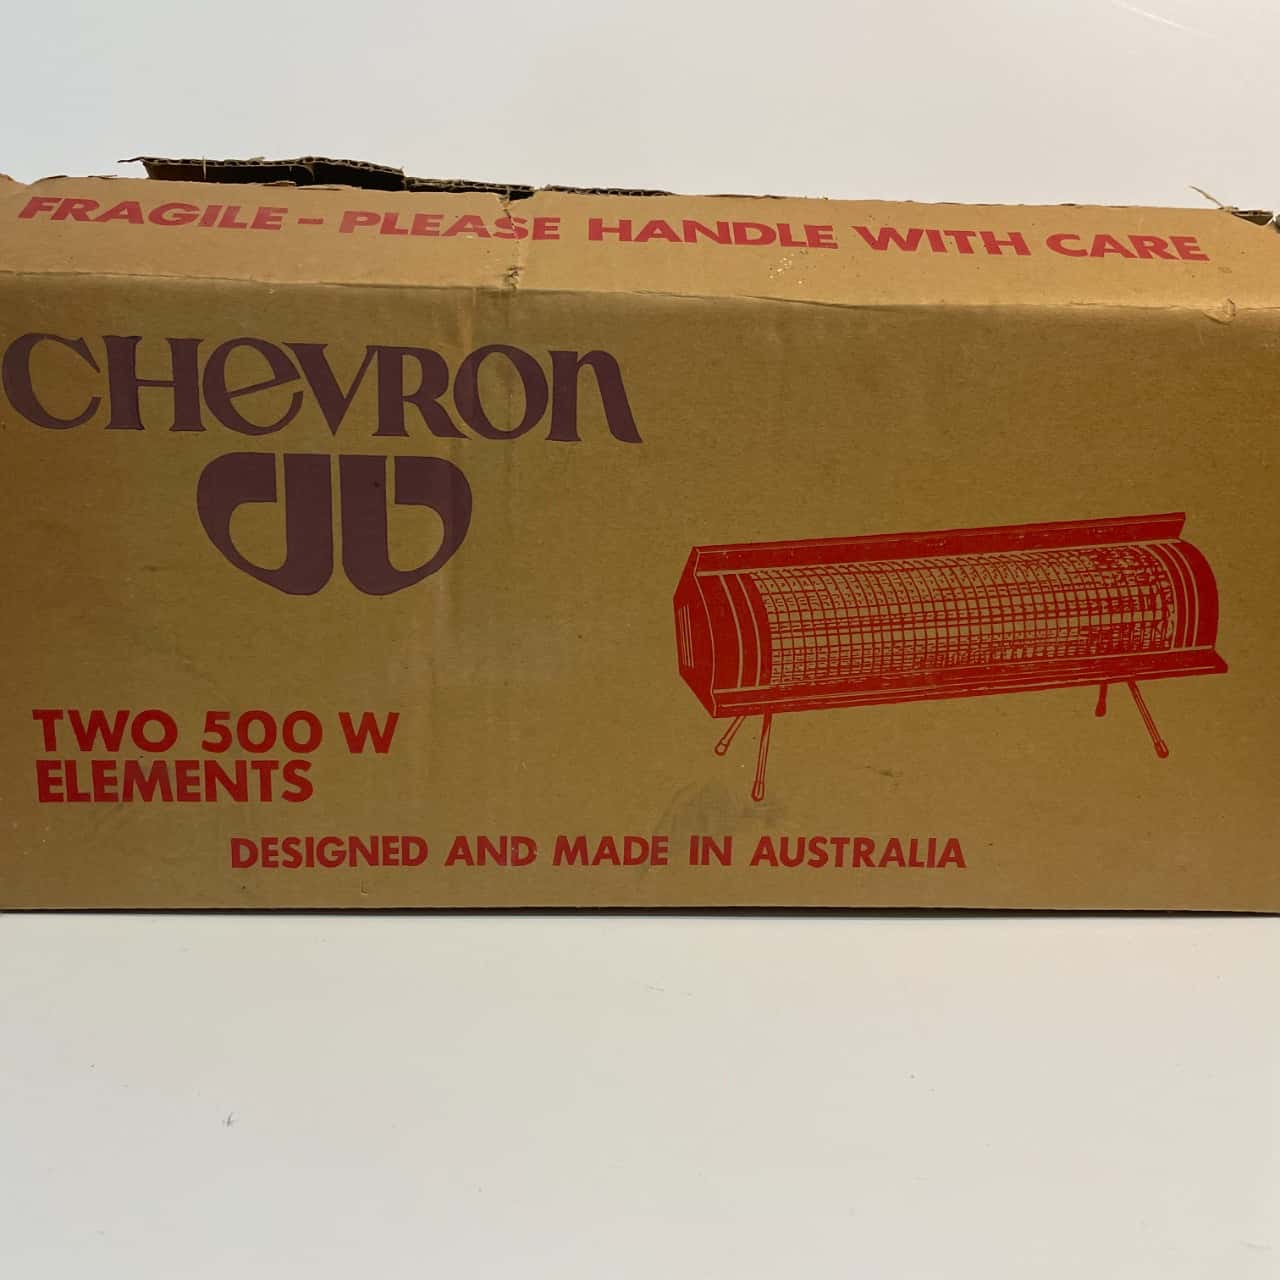 FRAGILE - PLEASE HANDLE WITH CARE
CHevRon
TWO 500 W
ELEMENTS
DESIGNED AND MADE IN AUSTRALIA